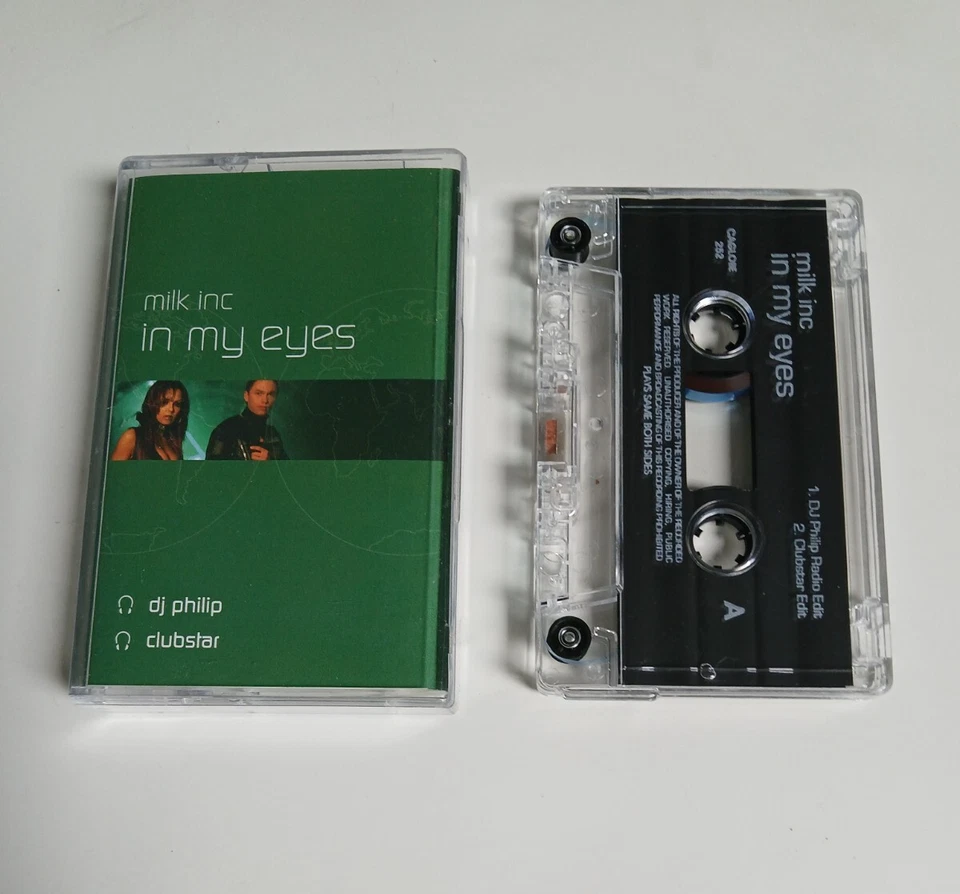 milk inc
in my eyes
dj philip
clubstar
milk inc
in my eyes
1. DJ Philip Radio Edit
2. Clubstar Edit
CAGLOBE
262
A
ALL RIGHTS OF THE PRODUCER AND OF THE OWNER OF THE RECORDED
WORK RESERVED UNAUTHORISED COPYING, HIRING, PUBLIC
PERFORMANCE AND BROADCASTING OF THIS RECORDING PROHIBITED
PLAYS SAME BOTH SIDES